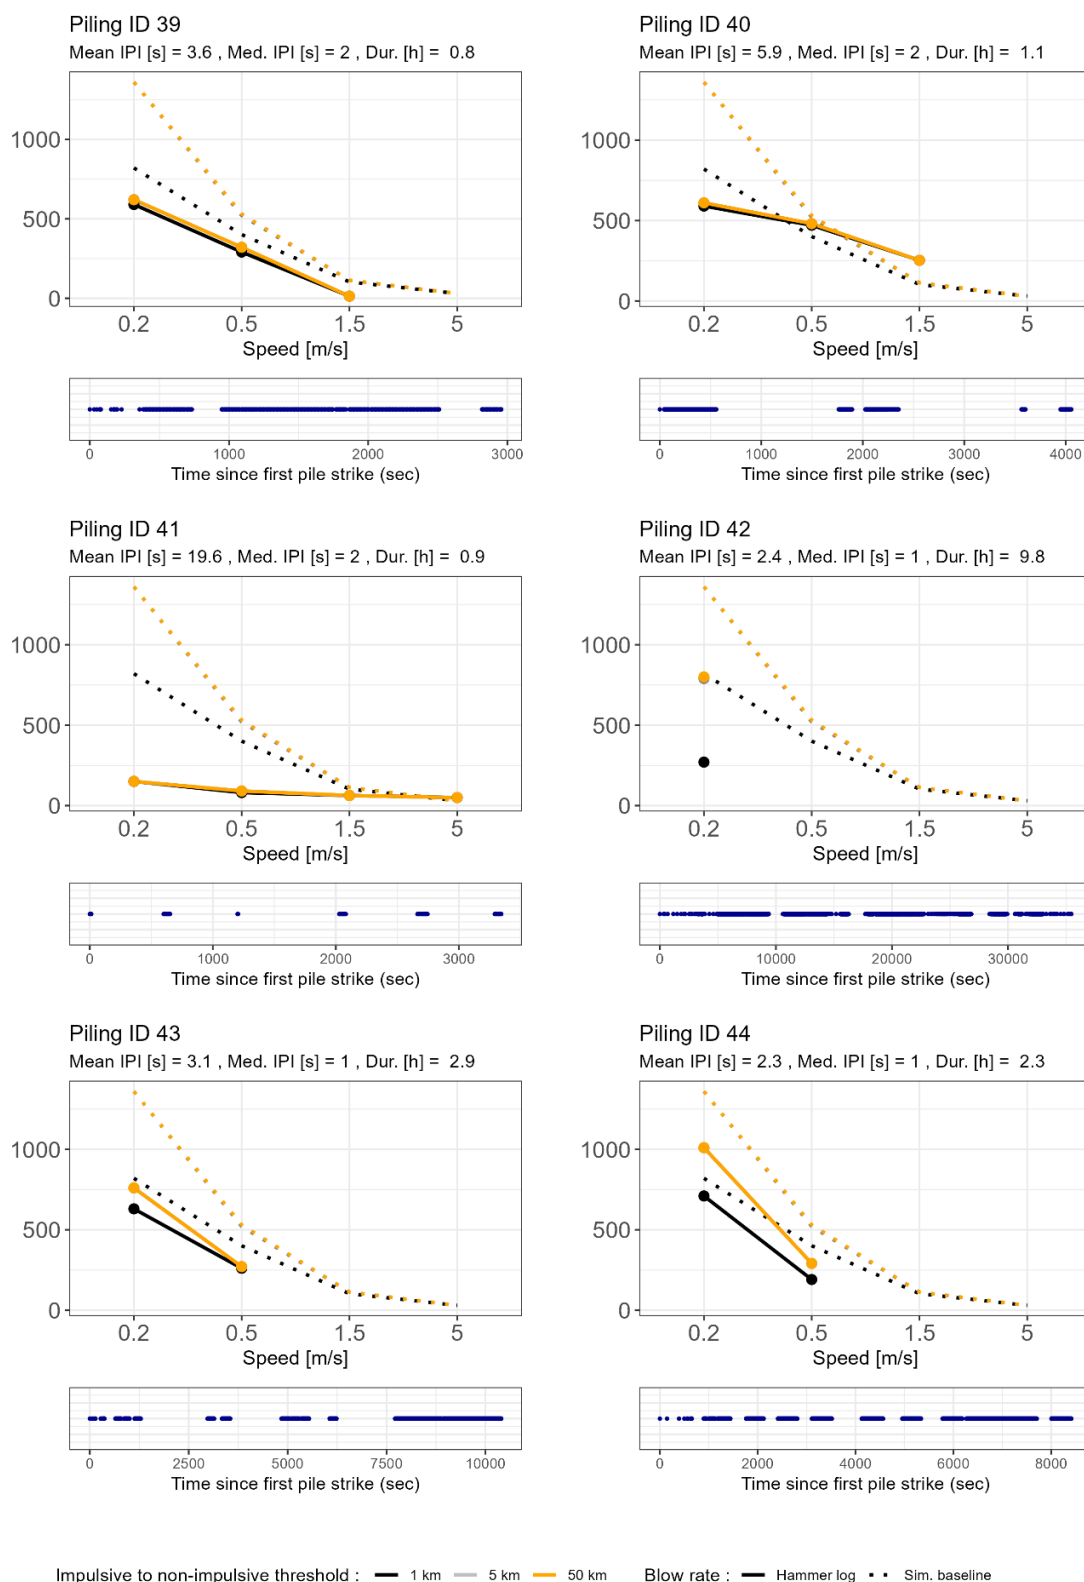 Piling ID 39
Mean IPI [s] = 3.6 , Med. IPI [s] = 2 , Dur. [h] =  0.8
1000
500
0
0.2 0.5 1.5 5
Speed [m/s]
0 1000 2000 3000
Time since first pile strike (sec)
Piling ID 40
Mean IPI [s] = 5.9 , Med. IPI [s] = 2 , Dur. [h] =  1.1
1000
500
0
0.2 0.5 1.5 5
Speed [m/s]
0 1000 2000 3000 4000
Time since first pile strike (sec)
Piling ID 41
Mean IPI [s] = 19.6 , Med. IPI [s] = 2 , Dur. [h] =  0.9
1000
500
0
0.2 0.5 1.5 5
Speed [m/s]
0 1000 2000 3000
Time since first pile strike (sec)
Piling ID 42
Mean IPI [s] = 2.4 , Med. IPI [s] = 1 , Dur. [h] =  9.8
1000
500
0
0.2 0.5 1.5 5
Speed [m/s]
0 10000 20000 30000
Time since first pile strike (sec)
Piling ID 43
Mean IPI [s] = 3.1 , Med. IPI [s] = 1 , Dur. [h] =  2.9
1000
500
0
0.2 0.5 1.5 5
Speed [m/s]
0 2500 5000 7500 10000
Time since first pile strike (sec)
Piling ID 44
Mean IPI [s] = 2.3 , Med. IPI [s] = 1 , Dur. [h] =  2.3
1000
500
0
0.2 0.5 1.5 5
Speed [m/s]
0 2000 4000 6000 8000
Time since first pile strike (sec)
Impulsive to non-impulsive threshold : 1 km 5 km 50 km Blow rate : Hammer log Sim. baseline